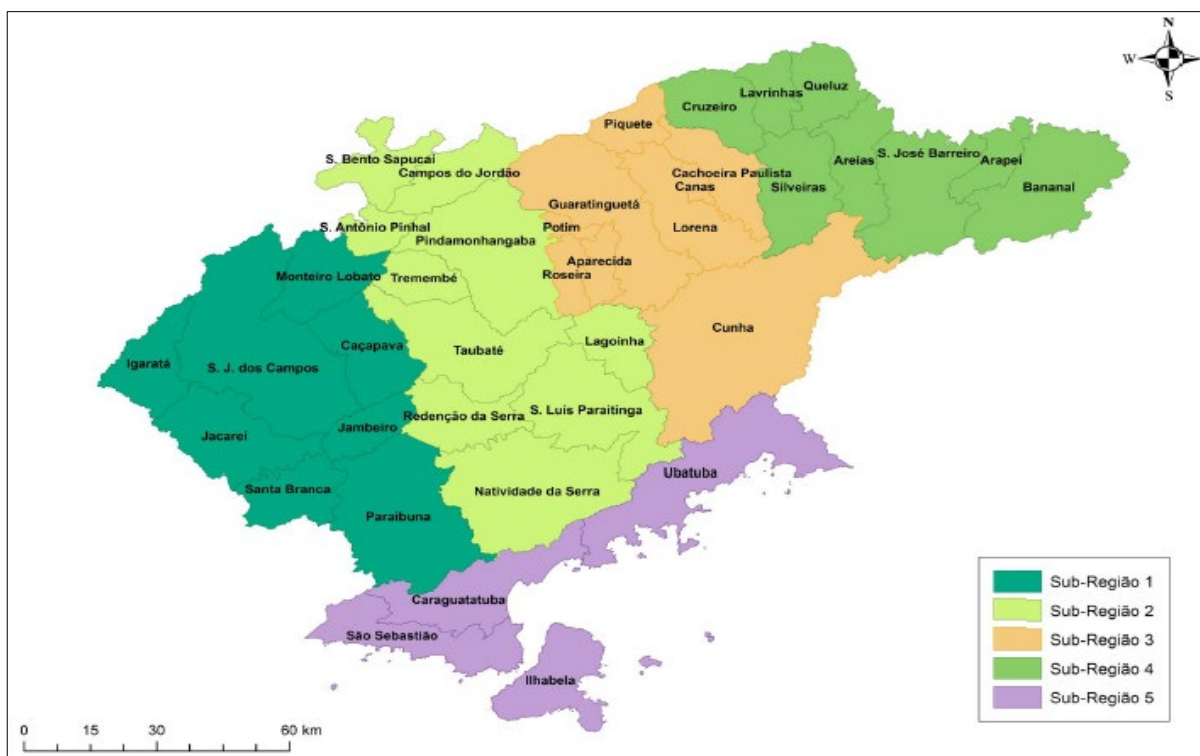 N
W
S
Queluz
Lavrinhas
Cruzeiro
Piquete
S. José Barreiro
S. Bento Sapucai
Areias
Arapeí
Campos do Jordão
Cachoeira Paulista
Canas
Silveiras
Bananal
Guaratinguetá
S. Antônio Pinhal
Potim
Lorena
Pindamonhangaba
Aparecida
Monteiro Lobato
Tremembé
Roseira
Cunha
Caçapava
Taubaté
Lagoinha
Igaratá
S. J. dos Campos
Redenção da Serra
S. Luis Paraitinga
Jacareí
Jambeiro
Ubatuba
Santa Branca
Natividade da Serra
Paraibuna
Caraguatatuba
São Sebastião
Ilhabela
Sub-Região 1
Sub-Região 2
Sub-Região 3
Sub-Região 4
Sub-Região 5
0 15 30 60 km